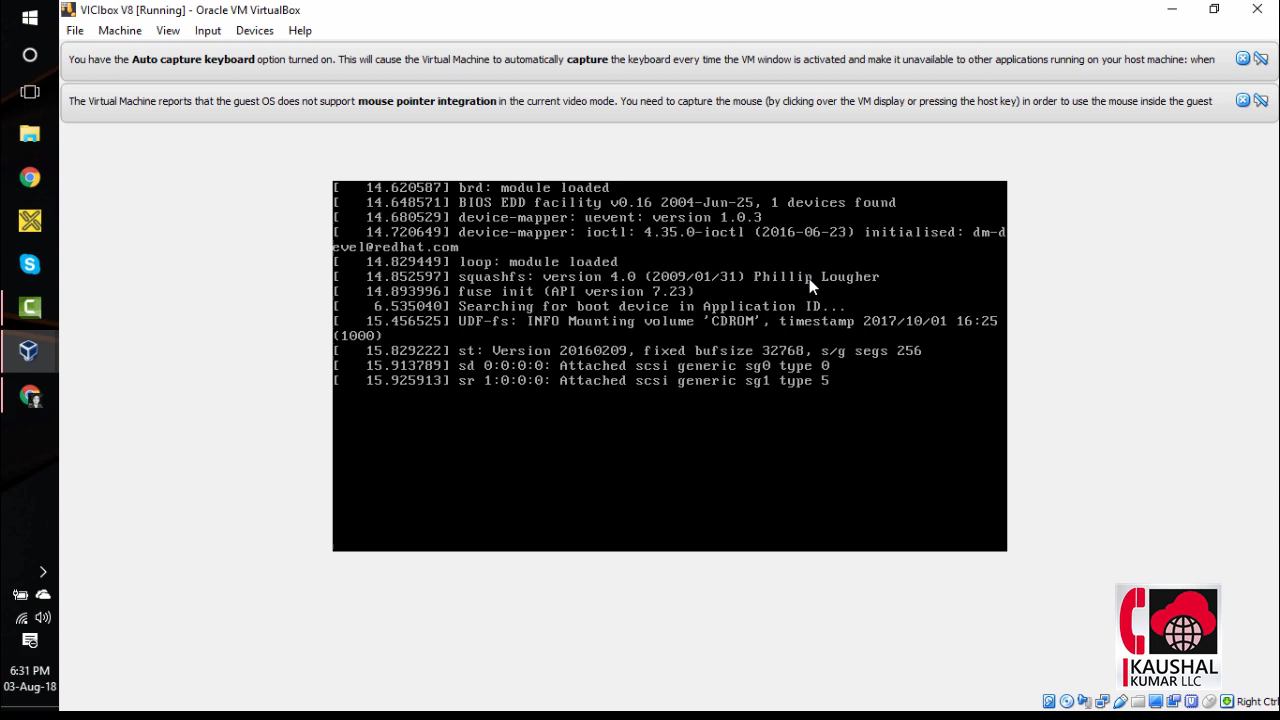 VICIbox V8 [Running] - Oracle VM VirtualBox
File Machine View Input Devices Help
You have the Auto capture keyboard option turned on. This will cause the Virtual Machine to automatically capture the keyboard every time the VM window is activated and make it unavailable to other applications running on your host machine: when
The Virtual Machine reports that the guest OS does not support mouse pointer integration in the current video mode. You need to capture the mouse (by clicking over the VM display or pressing the host key) in order to use the mouse inside the guest
[   14.620587] brd: module loaded
[   14.648571] BIOS EDD facility v0.16 2004-Jun-25, 1 devices found
[   14.680529] device-mapper: uevent: version 1.0.3
[   14.720649] device-mapper: ioctl: 4.35.0-ioctl (2016-06-23) initialised: dm-d
evel@redhat.com
[   14.829449] loop: module loaded
[   14.852597] squashfs: version 4.0 (2009/01/31) Phillip Lougher
[   14.893996] fuse init (API version 7.23)
[    6.535040] Searching for boot device in Application ID...
[   15.456525] UDF-fs: INFO Mounting volume 'CDROM', timestamp 2017/10/01 16:25
(1000)
[   15.829222] st: Version 20160209, fixed bufsize 32768, s/g segs 256
[   15.913789] sd 0:0:0:0: Attached scsi generic sg0 type 0
[   15.925913] sr 1:0:0:0: Attached scsi generic sg1 type 5
KAUSHAL
KUMAR LLC
6:31 PM
03-Aug-18
Right Ctrl